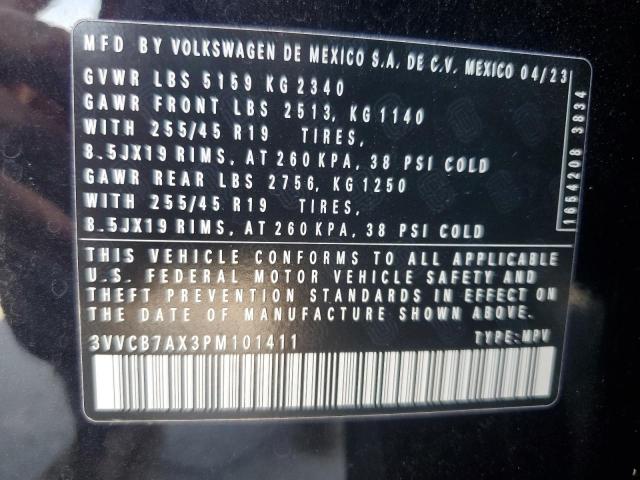 MFD BY VOLKSWAGEN DE MEXICO S.A. DE C.V. MEXICO 04/23
GVWR LBS 5159 KG 2340
GAWR FRONT LBS 2513, KG 1140
WITH 255/45 R19 TIRES,
8.5JX19 RIMS, AT 260 KPA, 38 PSI COLD
GAWR REAR LBS 2756, KG 1250
WITH 255/45 R19 TIRES,
8.5JX19 RIMS, AT 260 KPA, 38 PSI COLD
1664208 3834
THIS VEHICLE CONFORMS TO ALL APPLICABLE
U.S. FEDERAL MOTOR VEHICLE SAFETY AND
THEFT PREVENTION STANDARDS IN EFFECT ON
THE DATE OF MANUFACTURE SHOWN ABOVE.
3VVCB7AX3PM101411 TYPE: MPV